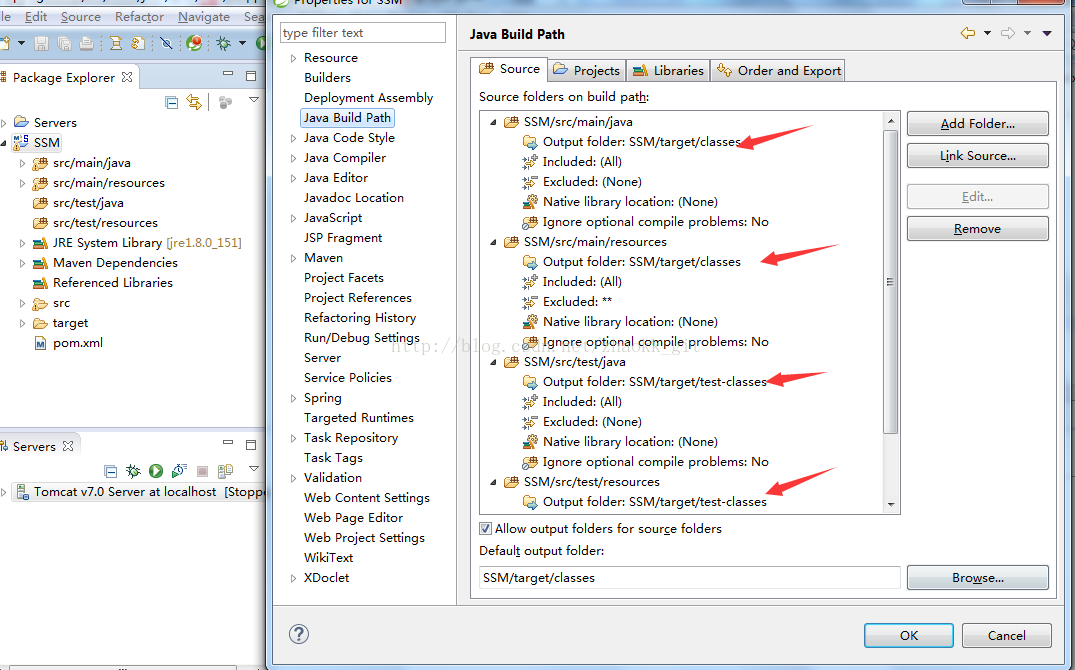 Properties for SSM
Edit Source Refactor Navigate
Package Explorer
Servers
SSM
src/main/java
src/main/resources
src/test/java
src/test/resources
JRE System Library [jre1.8.0_151]
Maven Dependencies
Referenced Libraries
src
target
pom.xml
Servers
Tomcat v7.0 Server at localhost
type filter text
Resource
Builders
Deployment Assembly
Java Build Path
Java Code Style
Java Compiler
Java Editor
Javadoc Location
JavaScript
JSP Fragment
Maven
Project Facets
Project References
Refactoring History
Run/Debug Settings
Server
Service Policies
Spring
Targeted Runtimes
Task Repository
Task Tags
Validation
Web Content Settings
Web Page Editor
Web Project Settings
WikiText
XDoclet
Java Build Path
Source Projects Libraries Order and Export
Source folders on build path:
SSM/src/main/java
Output folder: SSM/target/classes
Included: (All)
Excluded: (None)
Native library location: (None)
Ignore optional compile problems: No
SSM/src/main/resources
Output folder: SSM/target/classes
Included: (All)
Excluded: **
Native library location: (None)
Ignore optional compile problems: No
SSM/src/test/java
Output folder: SSM/target/test-classes
Included: (All)
Excluded: (None)
Native library location: (None)
Ignore optional compile problems: No
SSM/src/test/resources
Output folder: SSM/target/test-classes
Add Folder...
Link Source...
Edit...
Remove
Allow output folders for source folders
Default output folder:
SSM/target/classes
Browse...
OK
Cancel